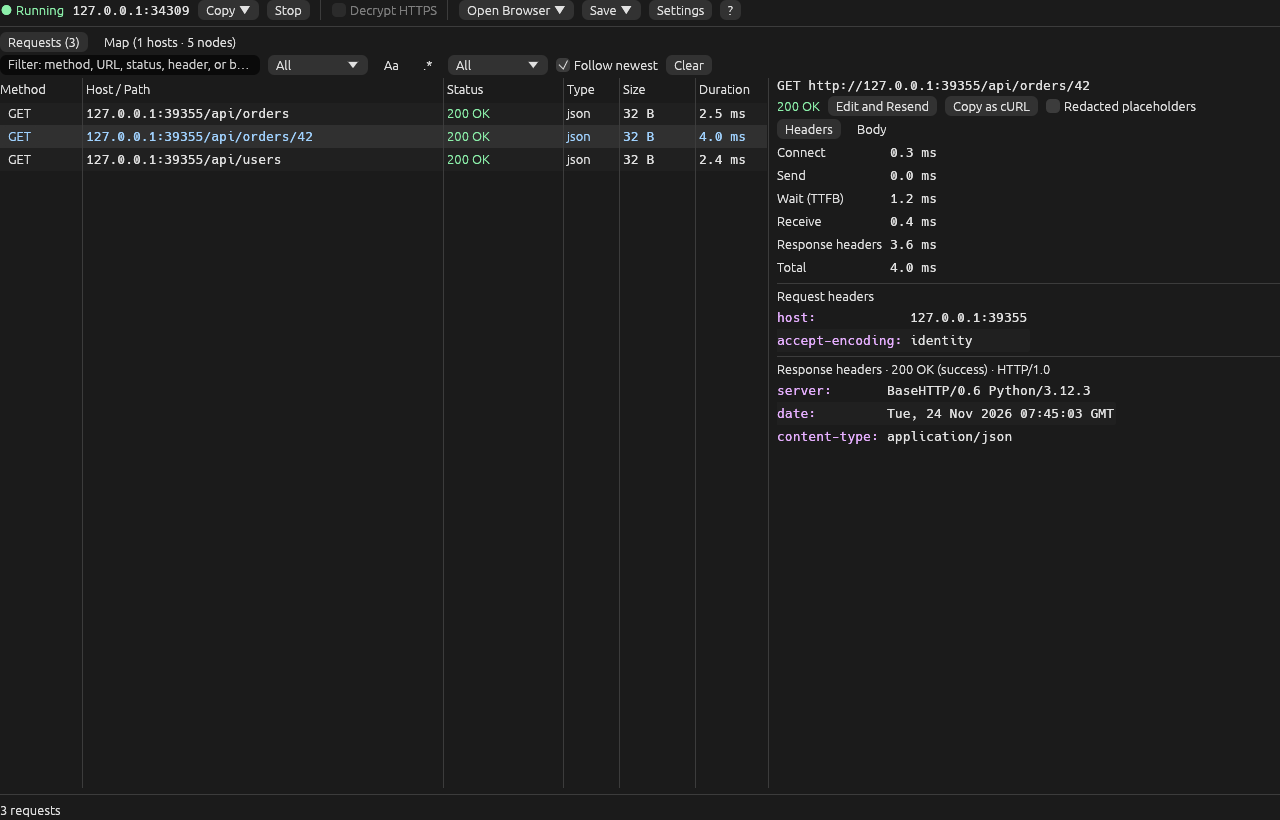 Running 127.0.0.1:34309 Copy ▼ Stop Decrypt HTTPS Open Browser ▼ Save ▼ Settings ?
Requests (3) Map (1 hosts · 5 nodes)
Filter: method, URL, status, header, or b… All ▼ Aa .* All ▼ Follow newest Clear
Method Host / Path Status Type Size Duration
GET 127.0.0.1:39355/api/orders 200 OK json 32 B 2.5 ms
GET 127.0.0.1:39355/api/orders/42 200 OK json 32 B 4.0 ms
GET 127.0.0.1:39355/api/users 200 OK json 32 B 2.4 ms
GET http://127.0.0.1:39355/api/orders/42
200 OK Edit and Resend Copy as cURL Redacted placeholders
Headers Body
Connect 0.3 ms
Send 0.0 ms
Wait (TTFB) 1.2 ms
Receive 0.4 ms
Response headers 3.6 ms
Total 4.0 ms
Request headers
host: 127.0.0.1:39355
accept-encoding: identity
Response headers · 200 OK (success) · HTTP/1.0
server: BaseHTTP/0.6 Python/3.12.3
date: Tue, 24 Nov 2026 07:45:03 GMT
content-type: application/json
3 requests